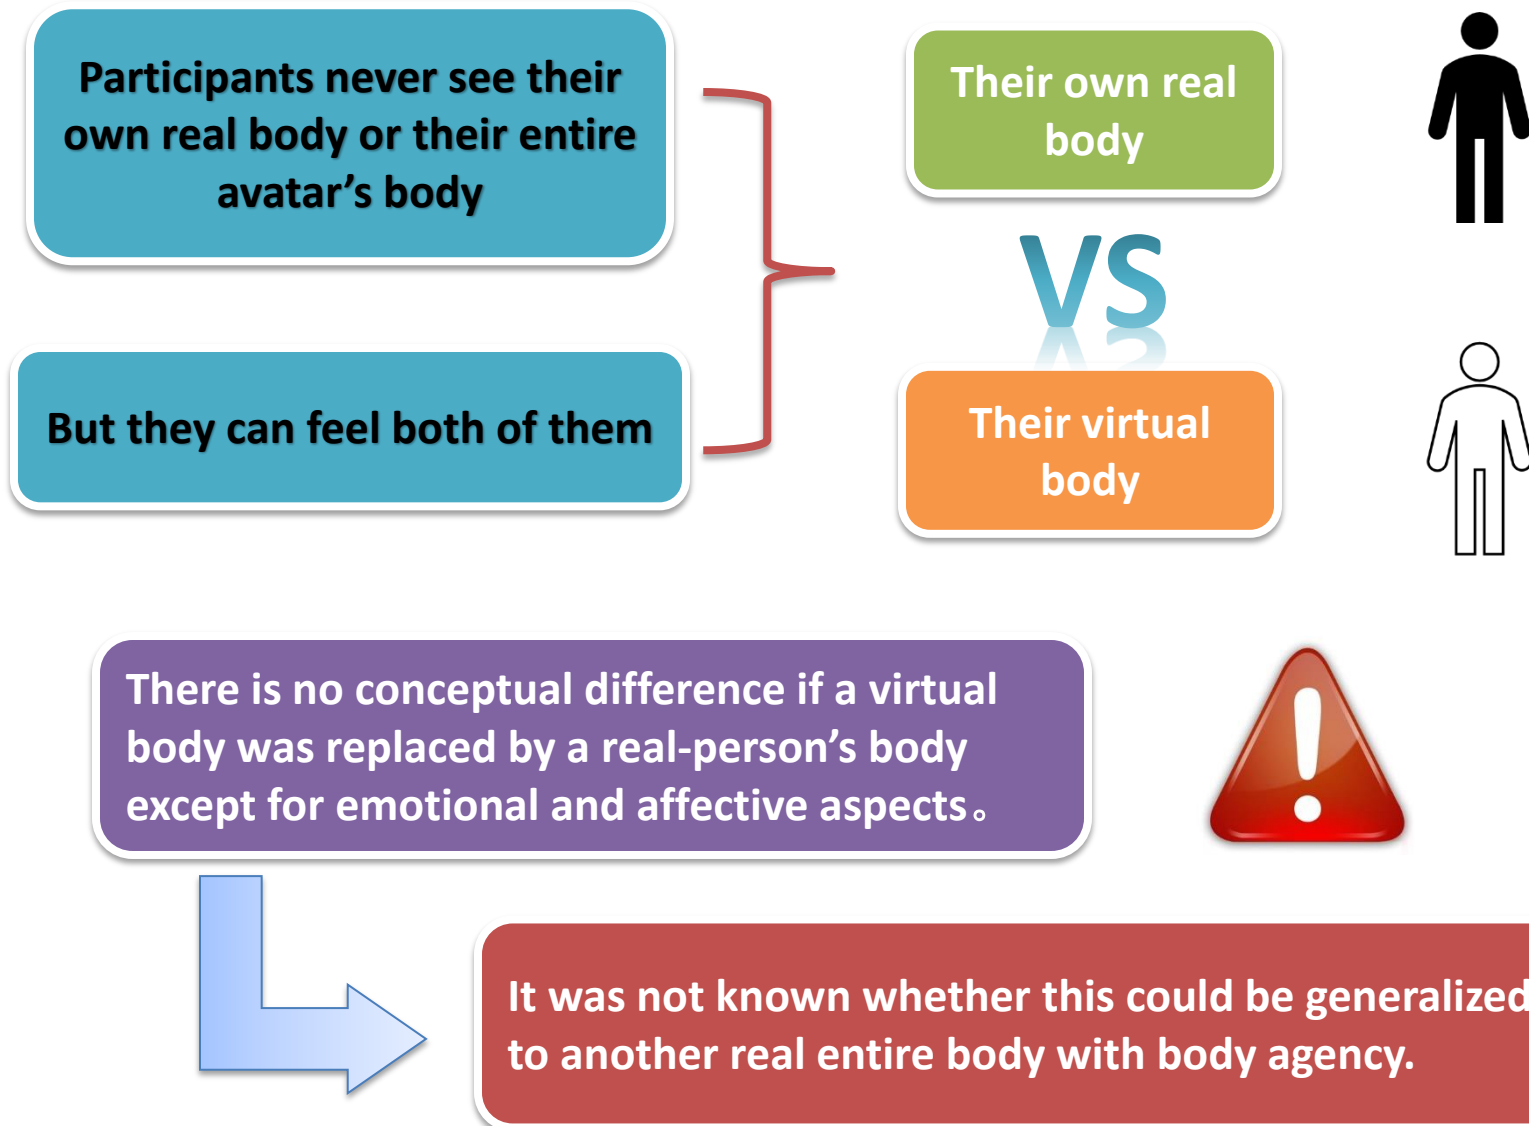 Participants never see their
own real body or their entire
avatar’s body
But they can feel both of them
Their own real
body
VS
Their virtual
body
There is no conceptual difference if a virtual
body was replaced by a real-person’s body
except for emotional and affective aspects。
It was not known whether this could be generalized
to another real entire body with body agency.